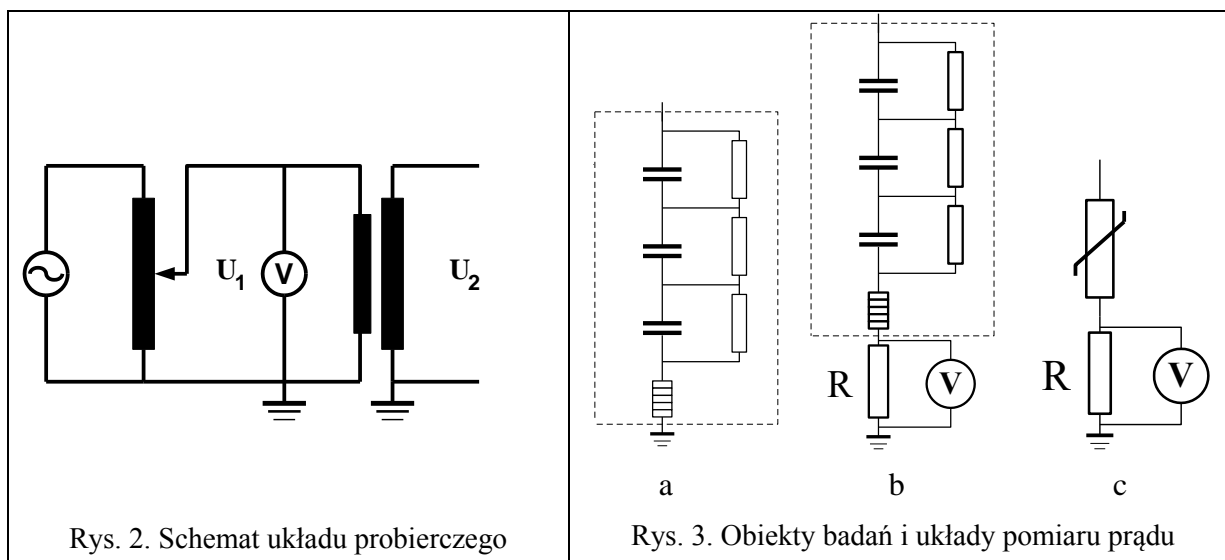 U1
V
U2
R
V
R
V
a
b
c
Rys. 2. Schemat układu probierczego
Rys. 3. Obiekty badań i układy pomiaru prądu